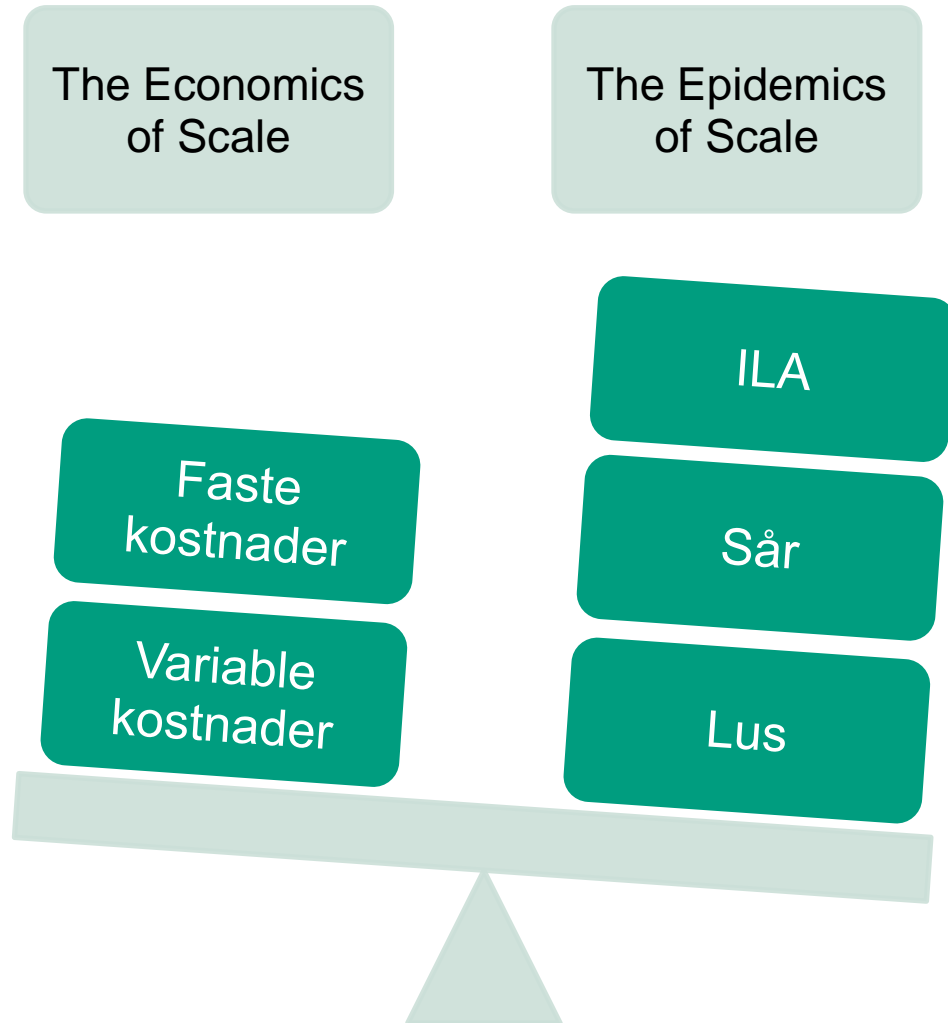 The Economics
of Scale
The Epidemics
of Scale
Faste
kostnader
Variable
kostnader
ILA
Sår
Lus